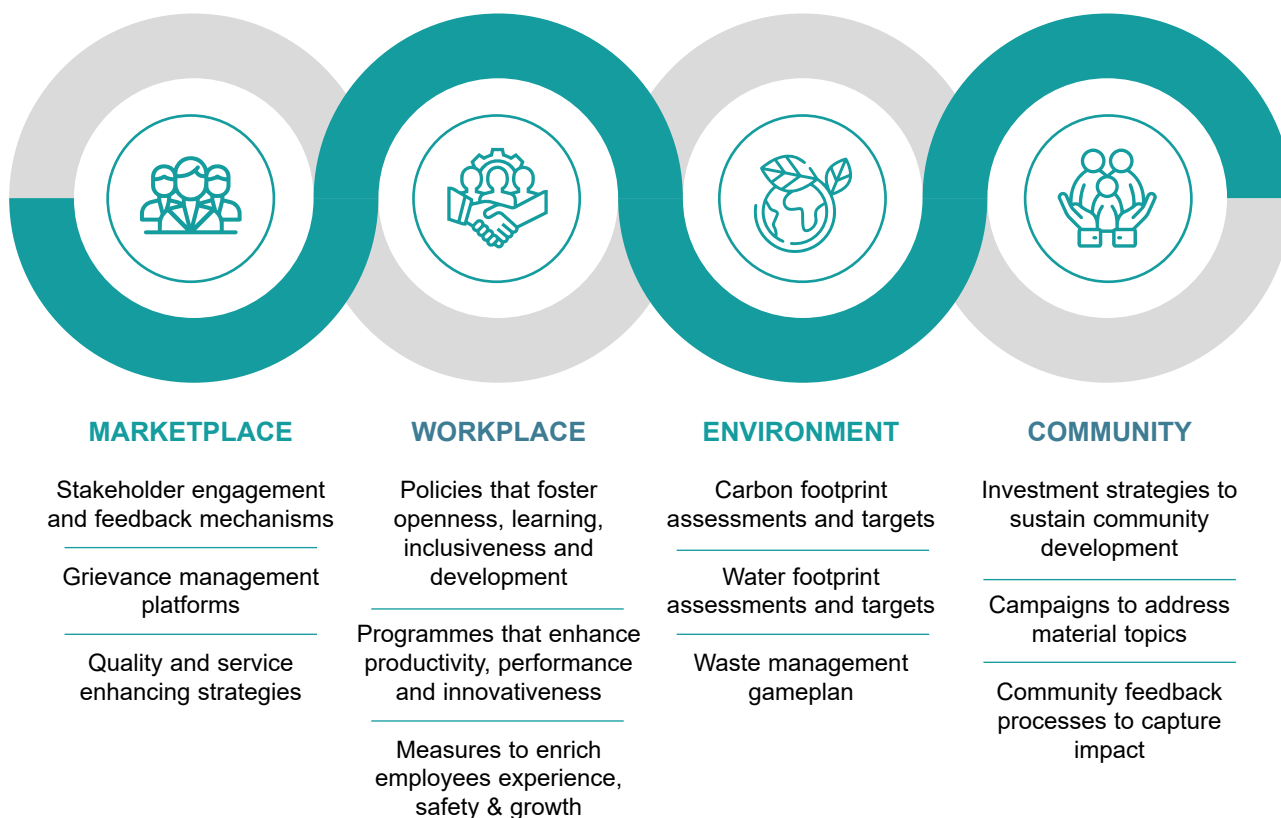 MARKETPLACE
Stakeholder engagement
and feedback mechanisms
Grievance management
platforms
Quality and service
enhancing strategies
WORKPLACE
Policies that foster
openness, learning,
inclusiveness and
development
Programmes that enhance
productivity, performance
and innovativeness
Measures to enrich
employees experience,
safety & growth
ENVIRONMENT
Carbon footprint
assessments and targets
Water footprint
assessments and targets
Waste management
gameplan
COMMUNITY
Investment strategies to
sustain community
development
Campaigns to address
material topics
Community feedback
processes to capture
impact